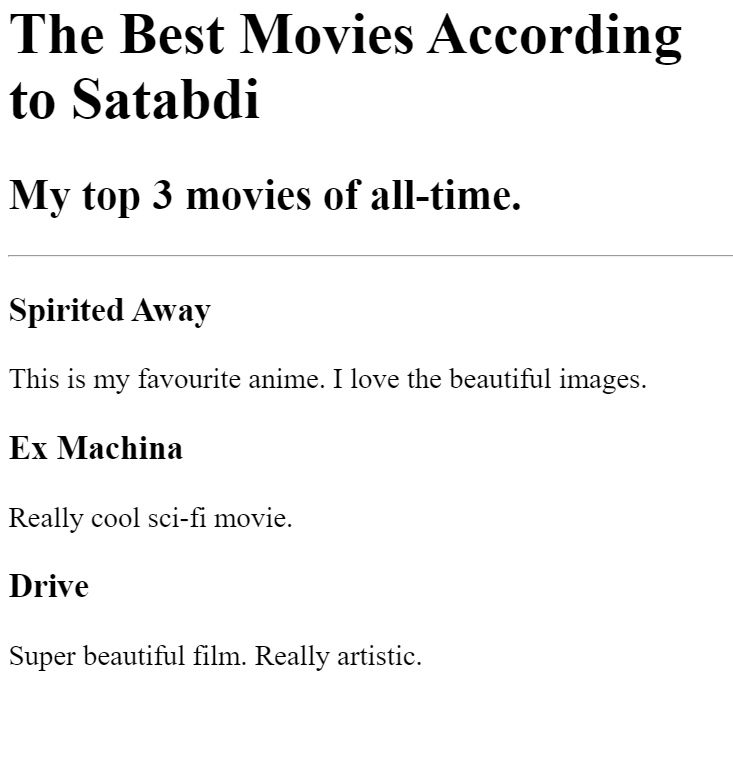 The Best Movies According
to Satabdi
My top 3 movies of all-time.
Spirited Away
This is my favourite anime. I love the beautiful images.
Ex Machina
Really cool sci-fi movie.
Drive
Super beautiful film. Really artistic.